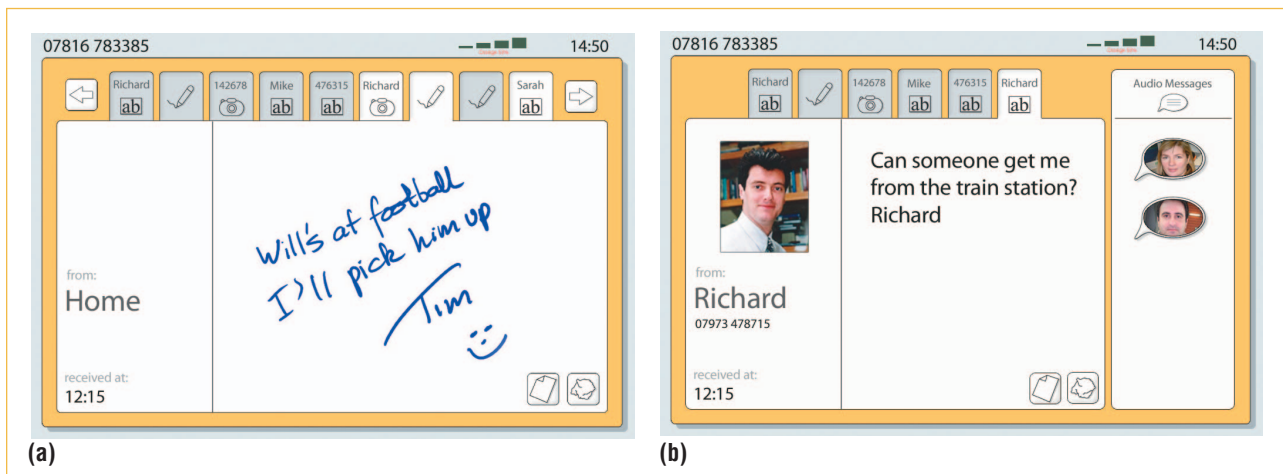 07816 783385
14:50
Richard
ab
142678
Mike
ab
476315
ab
Richard
Sarah
ab
from:
Home
received at:
12:15
Will's at football
I'll pick him up
Tim
(a)
07816 783385
14:50
Richard
ab
142678
Mike
ab
476315
ab
Richard
ab
Audio Messages
Can someone get me
from the train station?
Richard
from:
Richard
07973 478715
received at:
12:15
(b)